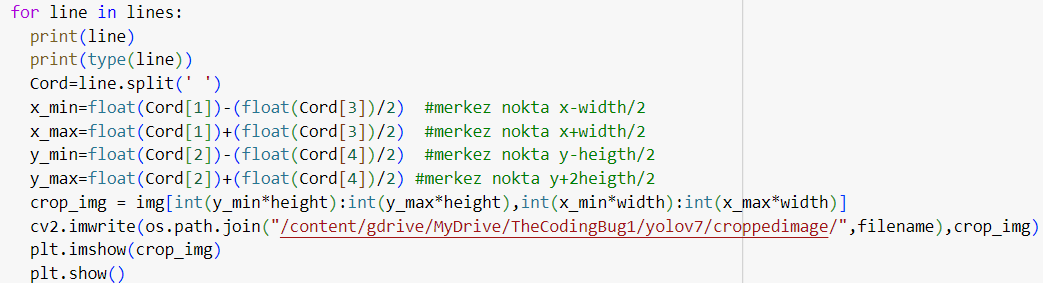 for line in lines:
  print(line)
  print(type(line))
  Cord=line.split(' ')
  x_min=float(Cord[1])-(float(Cord[3])/2)  #merkez nokta x-width/2
  x_max=float(Cord[1])+(float(Cord[3])/2)  #merkez nokta x+width/2
  y_min=float(Cord[2])-(float(Cord[4])/2)  #merkez nokta y-heigth/2
  y_max=float(Cord[2])+(float(Cord[4])/2) #merkez nokta y+2heigth/2
  crop_img = img[int(y_min*height):int(y_max*height),int(x_min*width):int(x_max*width)]
  cv2.imwrite(os.path.join("/content/gdrive/MyDrive/TheCodingBug1/yolov7/croppedimage/",filename),crop_img)
  plt.imshow(crop_img)
  plt.show()